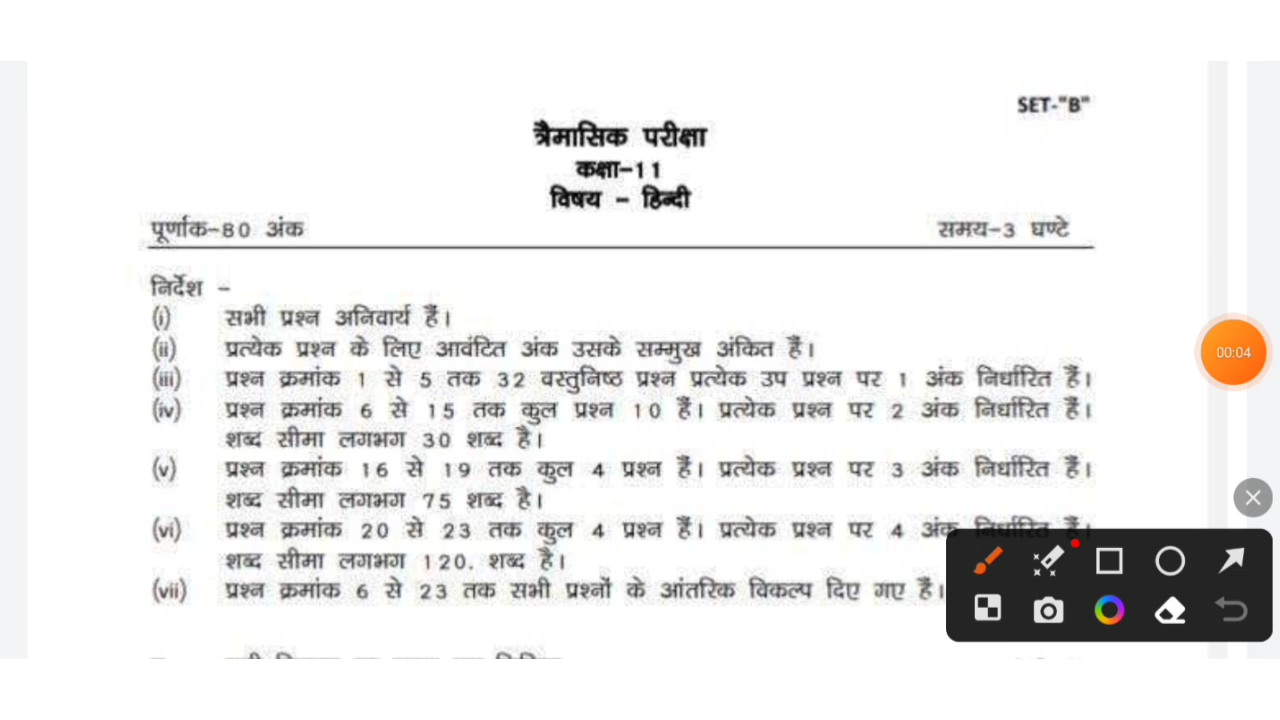 SET-"B"
त्रैमासिक परीक्षा
कक्षा-11
विषय - हिन्दी
पूर्णांक-80 अंक
समय-3 घण्टे
निर्देश -
(i) सभी प्रश्न अनिवार्य हैं।
(ii) प्रत्येक प्रश्न के लिए आवंटित अंक उसके सम्मुख अंकित हैं।
(iii) प्रश्न क्रमांक 1 से 5 तक 32 वस्तुनिष्ठ प्रश्न प्रत्येक उप प्रश्न पर 1 अंक निर्धारित हैं।
(iv) प्रश्न क्रमांक 6 से 15 तक कुल प्रश्न 10 हैं। प्रत्येक प्रश्न पर 2 अंक निर्धारित हैं।
शब्द सीमा लगभग 30 शब्द है।
(v) प्रश्न क्रमांक 16 से 19 तक कुल 4 प्रश्न हैं। प्रत्येक प्रश्न पर 3 अंक निर्धारित हैं।
शब्द सीमा लगभग 75 शब्द है।
(vi) प्रश्न क्रमांक 20 से 23 तक कुल 4 प्रश्न हैं। प्रत्येक प्रश्न पर 4 अंक निर्धारित हैं।
शब्द सीमा लगभग 120. शब्द है।
(vii) प्रश्न क्रमांक 6 से 23 तक सभी प्रश्नों के आंतरिक विकल्प दिए गए हैं।
00:04